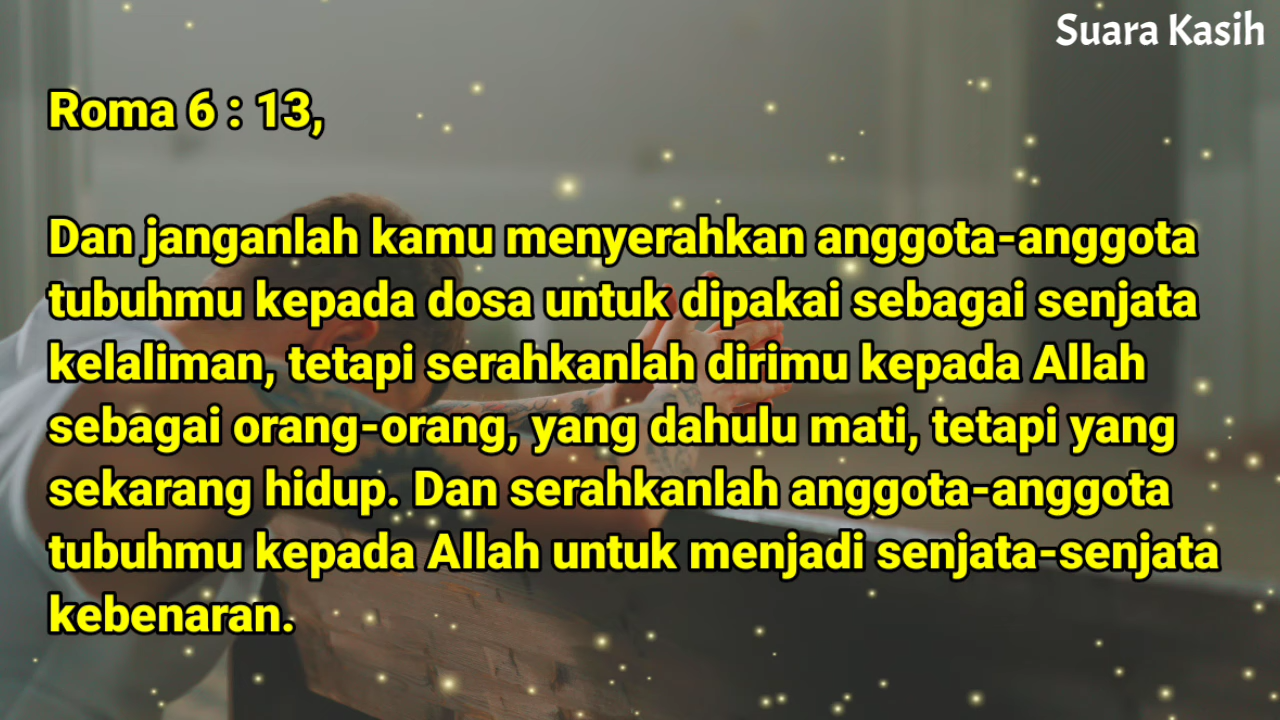 Suara Kasih
Roma 6 : 13,
Dan janganlah kamu menyerahkan anggota-anggota
tubuhmu kepada dosa untuk dipakai sebagai senjata
kelaliman, tetapi serahkanlah dirimu kepada Allah
sebagai orang-orang, yang dahulu mati, tetapi yang
sekarang hidup. Dan serahkanlah anggota-anggota
tubuhmu kepada Allah untuk menjadi senjata-senjata
kebenaran.